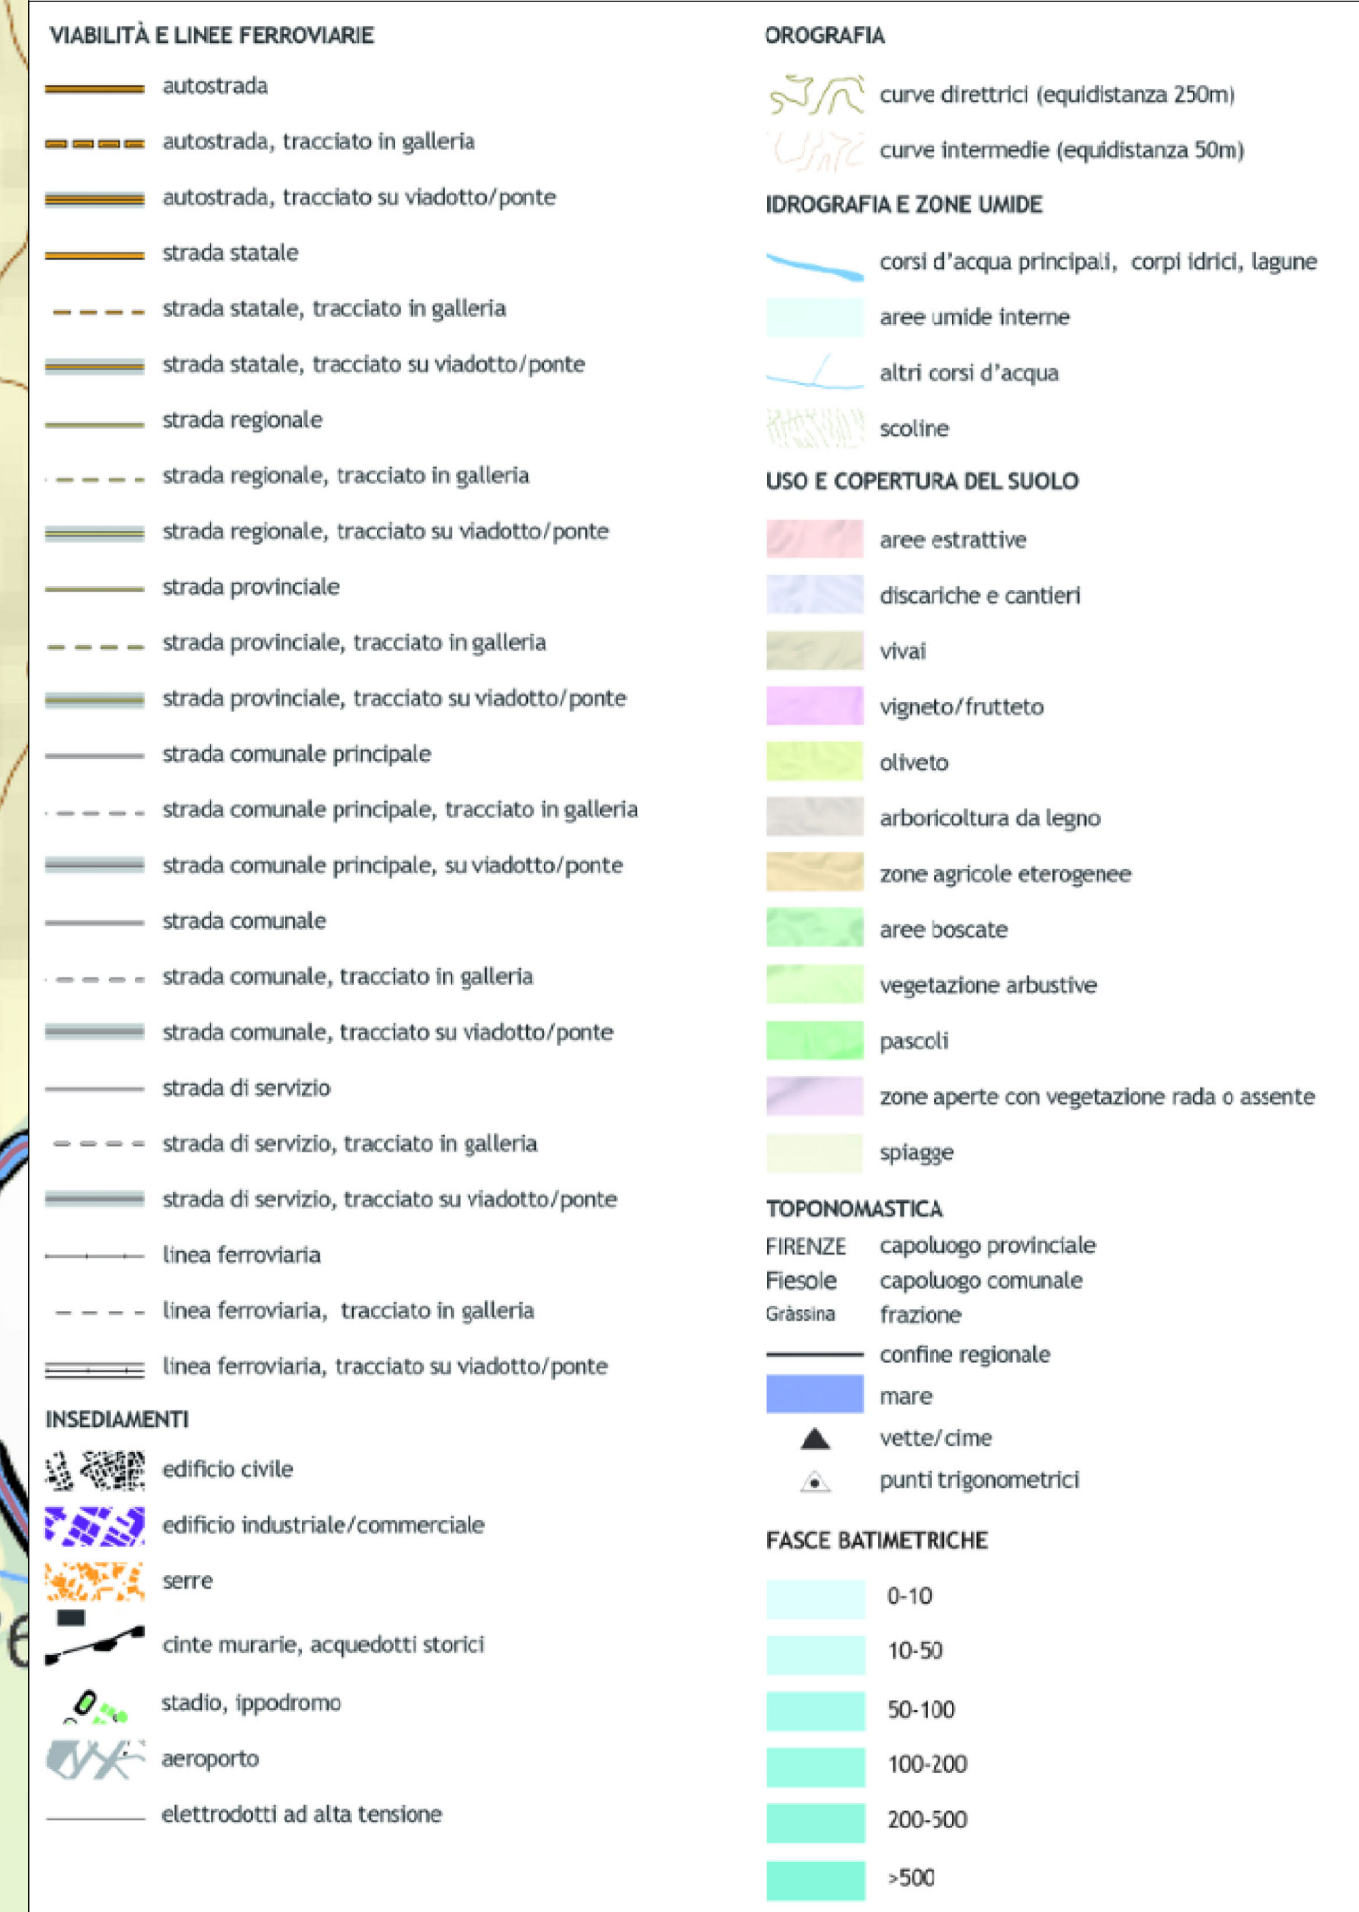 VIABILITÀ E LINEE FERROVIARIE
autostrada
autostrada, tracciato in galleria
autostrada, tracciato su viadotto/ponte
strada statale
strada statale, tracciato in galleria
strada statale, tracciato su viadotto/ponte
strada regionale
strada regionale, tracciato in galleria
strada regionale, tracciato su viadotto/ponte
strada provinciale
strada provinciale, tracciato in galleria
strada provinciale, tracciato su viadotto/ponte
strada comunale principale
strada comunale principale, tracciato in galleria
strada comunale principale, su viadotto/ponte
strada comunale
strada comunale, tracciato in galleria
strada comunale, tracciato su viadotto/ponte
strada di servizio
strada di servizio, tracciato in galleria
strada di servizio, tracciato su viadotto/ponte
linea ferroviaria
linea ferroviaria, tracciato in galleria
linea ferroviaria, tracciato su viadotto/ponte
INSEDIAMENTI
edificio civile
edificio industriale/commerciale
serre
cinte murarie, acquedotti storici
stadio, ippodromo
aeroporto
elettrodotti ad alta tensione
OROGRAFIA
curve direttrici (equidistanza 250m)
curve intermedie (equidistanza 50m)
IDROGRAFIA E ZONE UMIDE
corsi d'acqua principali, corpi idrici, lagune
aree umide interne
altri corsi d'acqua
scoline
USO E COPERTURA DEL SUOLO
aree estrattive
discariche e cantieri
vivai
vigneto/frutteto
oliveto
arboricoltura da legno
zone agricole eterogenee
aree boscate
vegetazione arbustive
pascoli
zone aperte con vegetazione rada o assente
spiagge
TOPONOMASTICA
FIRENZE capoluogo provinciale
Fiesole capoluogo comunale
Gràssina frazione
confine regionale
mare
vette/cime
punti trigonometrici
FASCE BATIMETRICHE
0-10
10-50
50-100
100-200
200-500
>500